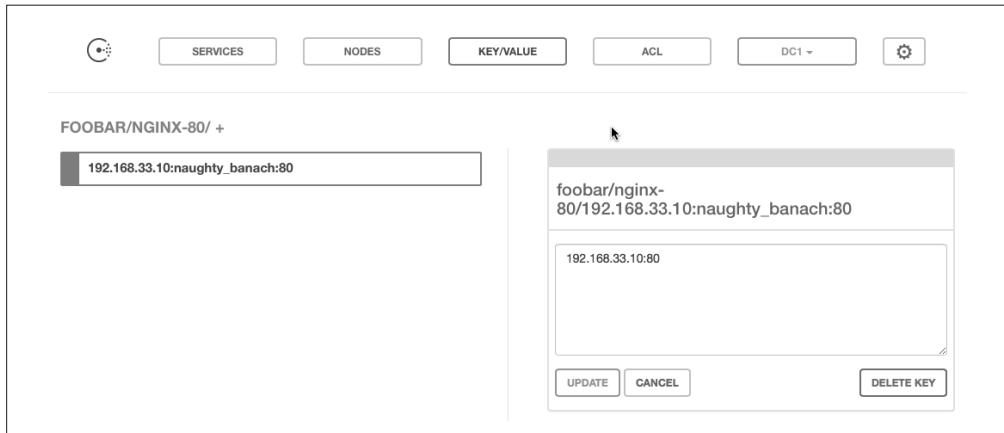 SERVICES NODES KEY/VALUE ACL DC1
FOOBAR/NGINX-80/ +
192.168.33.10:naughty_banach:80
foobar/nginx-
80/192.168.33.10:naughty_banach:80
192.168.33.10:80
UPDATE CANCEL DELETE KEY